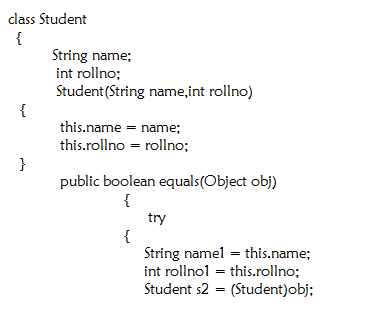 class Student
{
String name;
int rollno;
Student(String name,int rollno)
{
this.name = name;
this.rollno = rollno;
}
public boolean equals(Object obj)
{
try
{
String name1 = this.name;
int rollno1 = this.rollno;
Student s2 = (Student)obj;